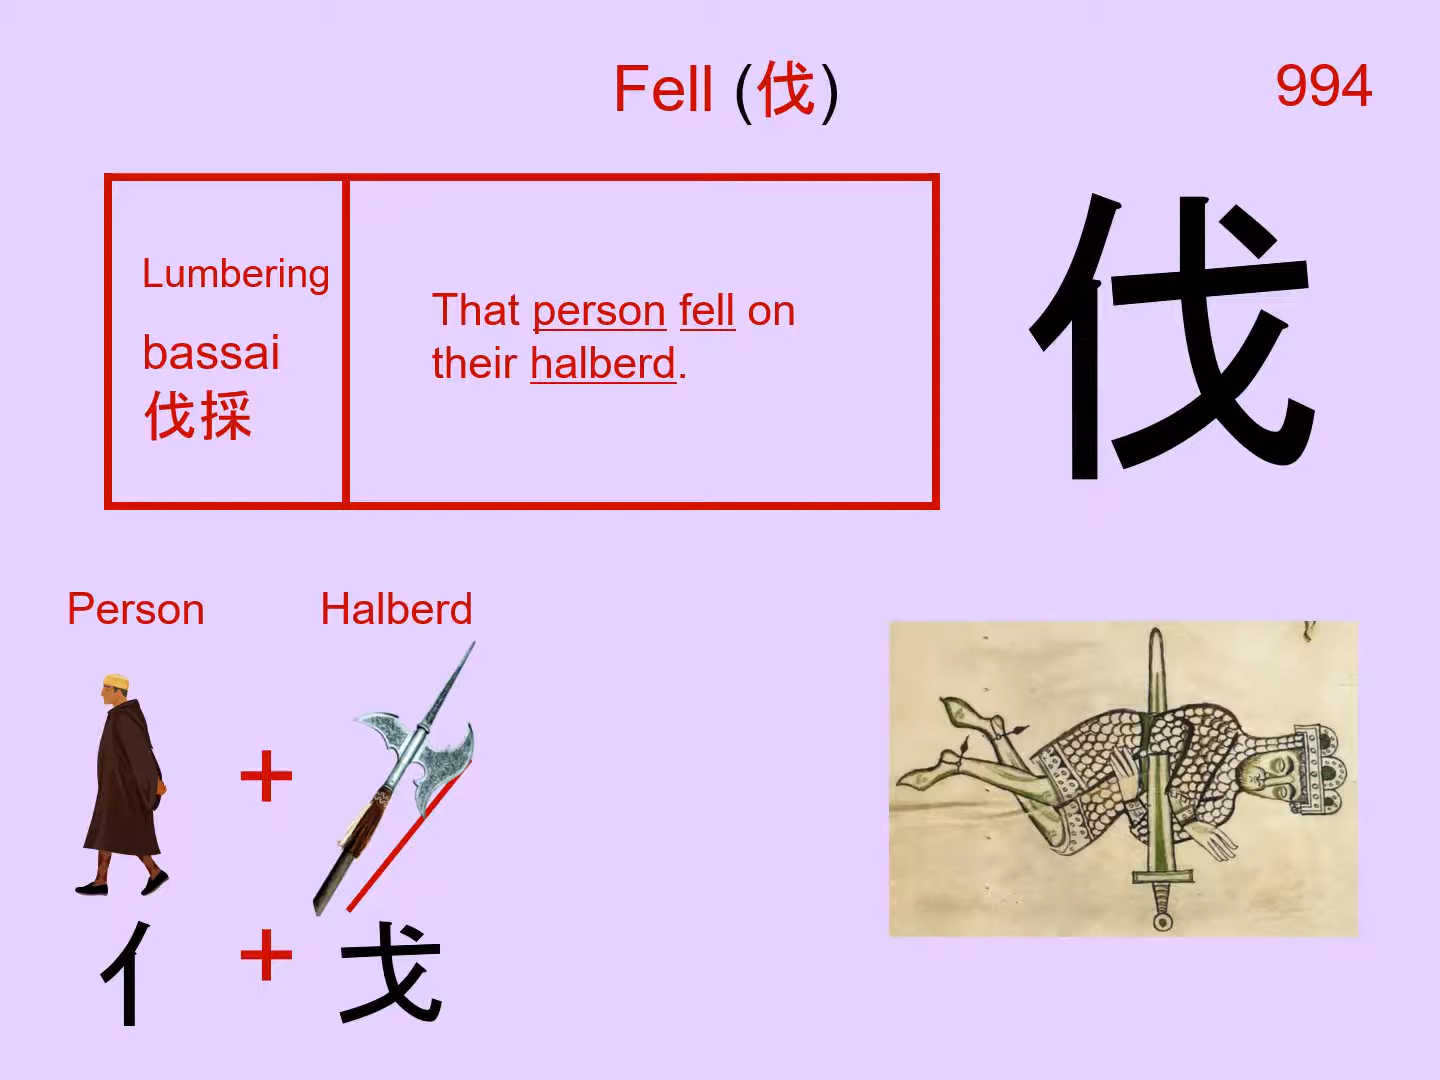 Fell (伐)
994
Lumbering
bassai
伐採
That person fell on
their halberd.
伐
Person
Halberd
+
亻 + 戈